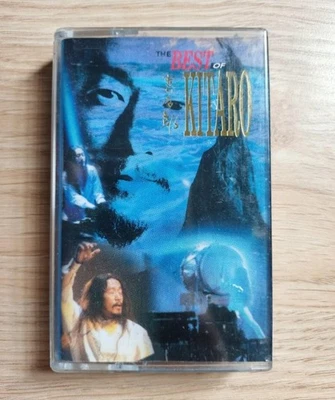 THE BEST OF
KITARO